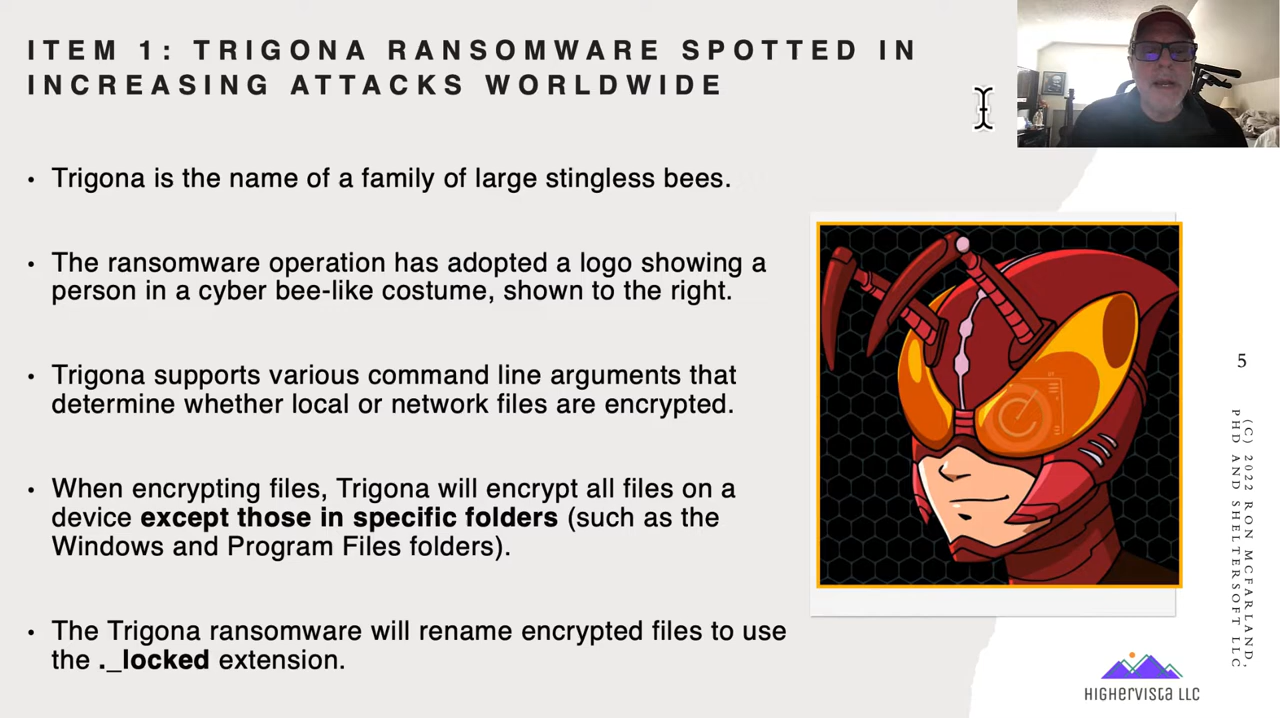 ITEM 1: TRIGONA RANSOMWARE SPOTTED IN
INCREASING ATTACKS WORLDWIDE
• Trigona is the name of a family of large stingless bees.
• The ransomware operation has adopted a logo showing a
person in a cyber bee-like costume, shown to the right.
• Trigona supports various command line arguments that
determine whether local or network files are encrypted.
• When encrypting files, Trigona will encrypt all files on a
device except those in specific folders (such as the
Windows and Program Files folders).
• The Trigona ransomware will rename encrypted files to use
the ._locked extension.
5
(C) 2022 RON MCFARLAND,
PHD AND SHELTERSOFT LLC
HIGHERVISTA LLC